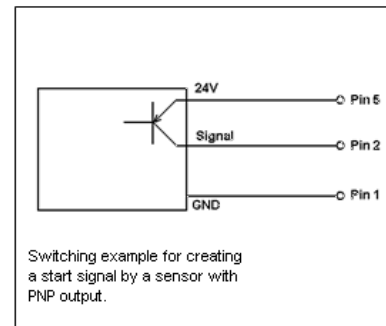 24V
Pin 5
Signal
Pin 2
Pin 1
GND
Switching example for creating
a start signal by a sensor with
PNP output.